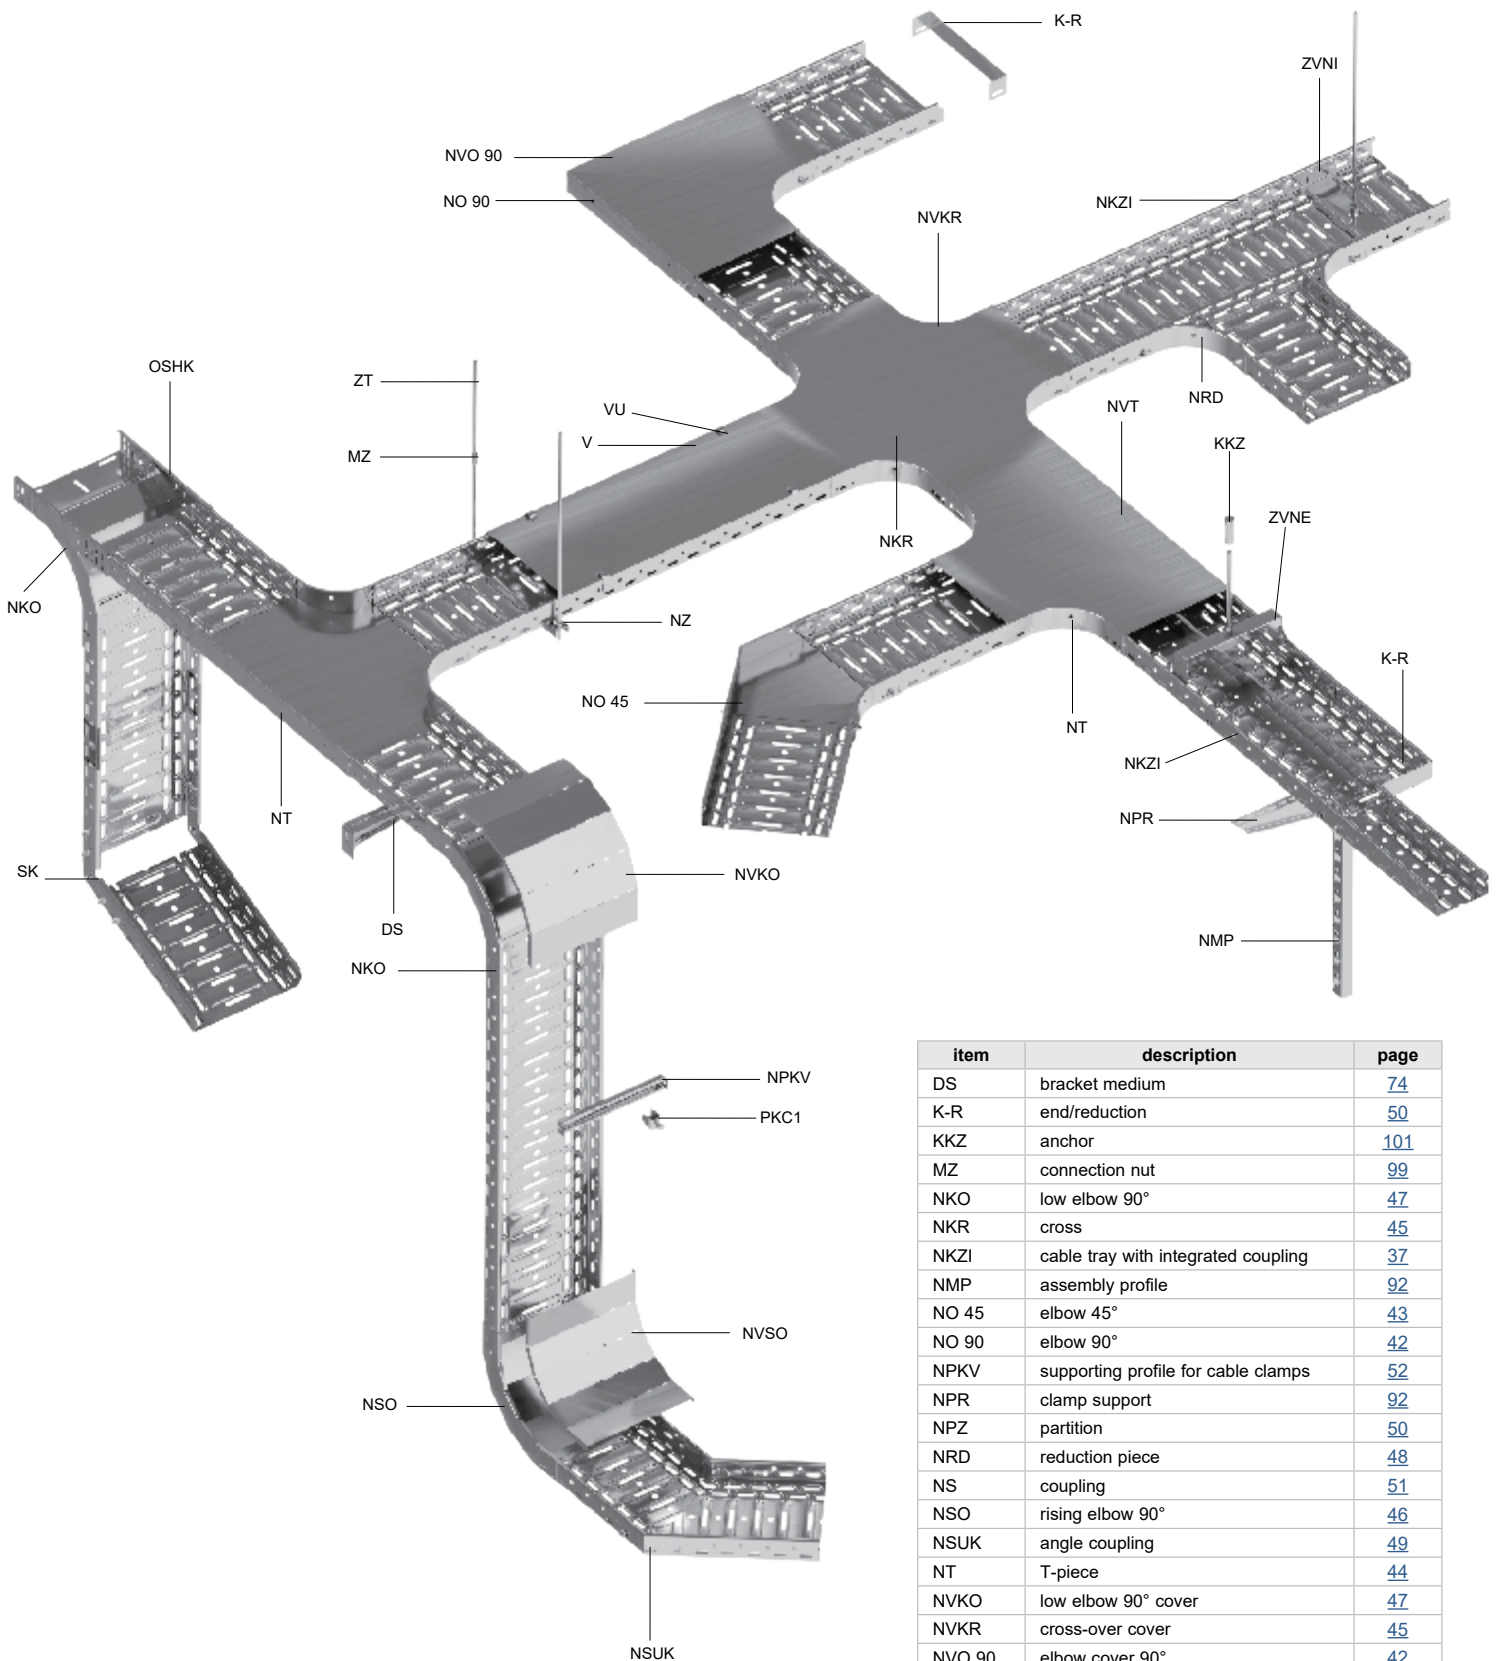 K-R
ZVNI
NVO 90
NO 90
NKZI
NVKR
OSHK
ZT
VU
V
MZ
NRD
NVT
KKZ
ZVNE
NKR
NKO
NZ
NO 45
K-R
NT
NKZI
NT
NPR
SK
NVKO
DS
NMP
NKO
NPKV
PKC1
NVSO
NSO
NSUK
item description page
DS bracket medium 74
K-R end/reduction 50
KKZ anchor 101
MZ connection nut 99
NKO low elbow 90° 47
NKR cross 45
NKZI cable tray with integrated coupling 37
NMP assembly profile 92
NO 45 elbow 45° 43
NO 90 elbow 90° 42
NPKV supporting profile for cable clamps 52
NPR clamp support 92
NPZ partition 50
NRD reduction piece 48
NS coupling 51
NSO rising elbow 90° 46
NSUK angle coupling 49
NT T-piece 44
NVKO low elbow 90° cover 47
NVKR cross-over cover 45
NVO 90 elbow cover 90° 42